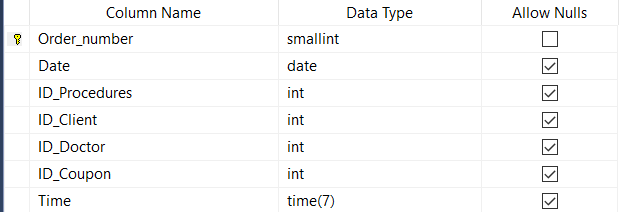 Column Name Data Type Allow Nulls
Order_number smallint
Date date
ID_Procedures int
ID_Client int
ID_Doctor int
ID_Coupon int
Time time(7)